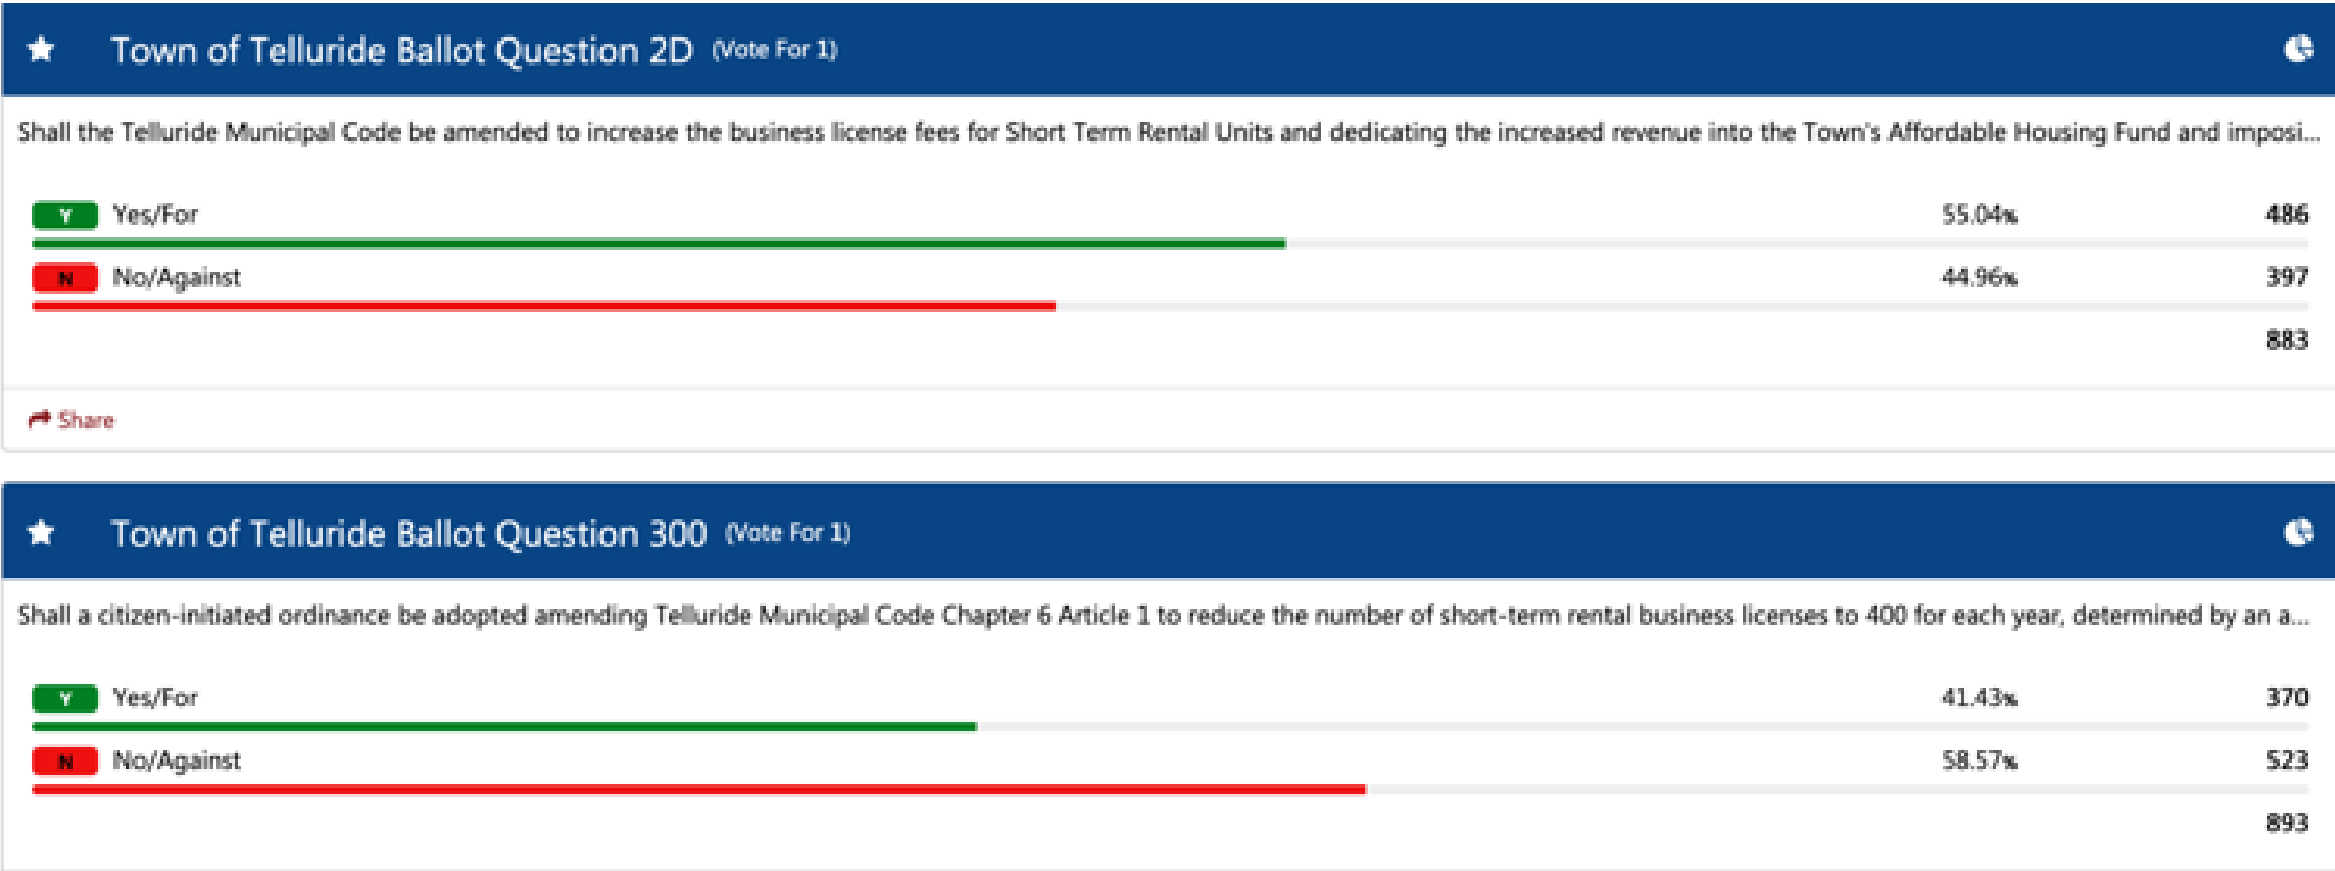 Town of Telluride Ballot Question 2D (Vote For 1)
Shall the Telluride Municipal Code be amended to increase the business license fees for Short Term Rental Units and dedicating the increased revenue into the Town's Affordable Housing Fund and imposi...
Y Yes/For 55.04% 486
N No/Against 44.96% 397
883
Share
Town of Telluride Ballot Question 300 (Vote For 1)
Shall a citizen-initiated ordinance be adopted amending Telluride Municipal Code Chapter 6 Article 1 to reduce the number of short-term rental business licenses to 400 for each year, determined by an a...
Y Yes/For 41.43% 370
N No/Against 58.57% 523
893